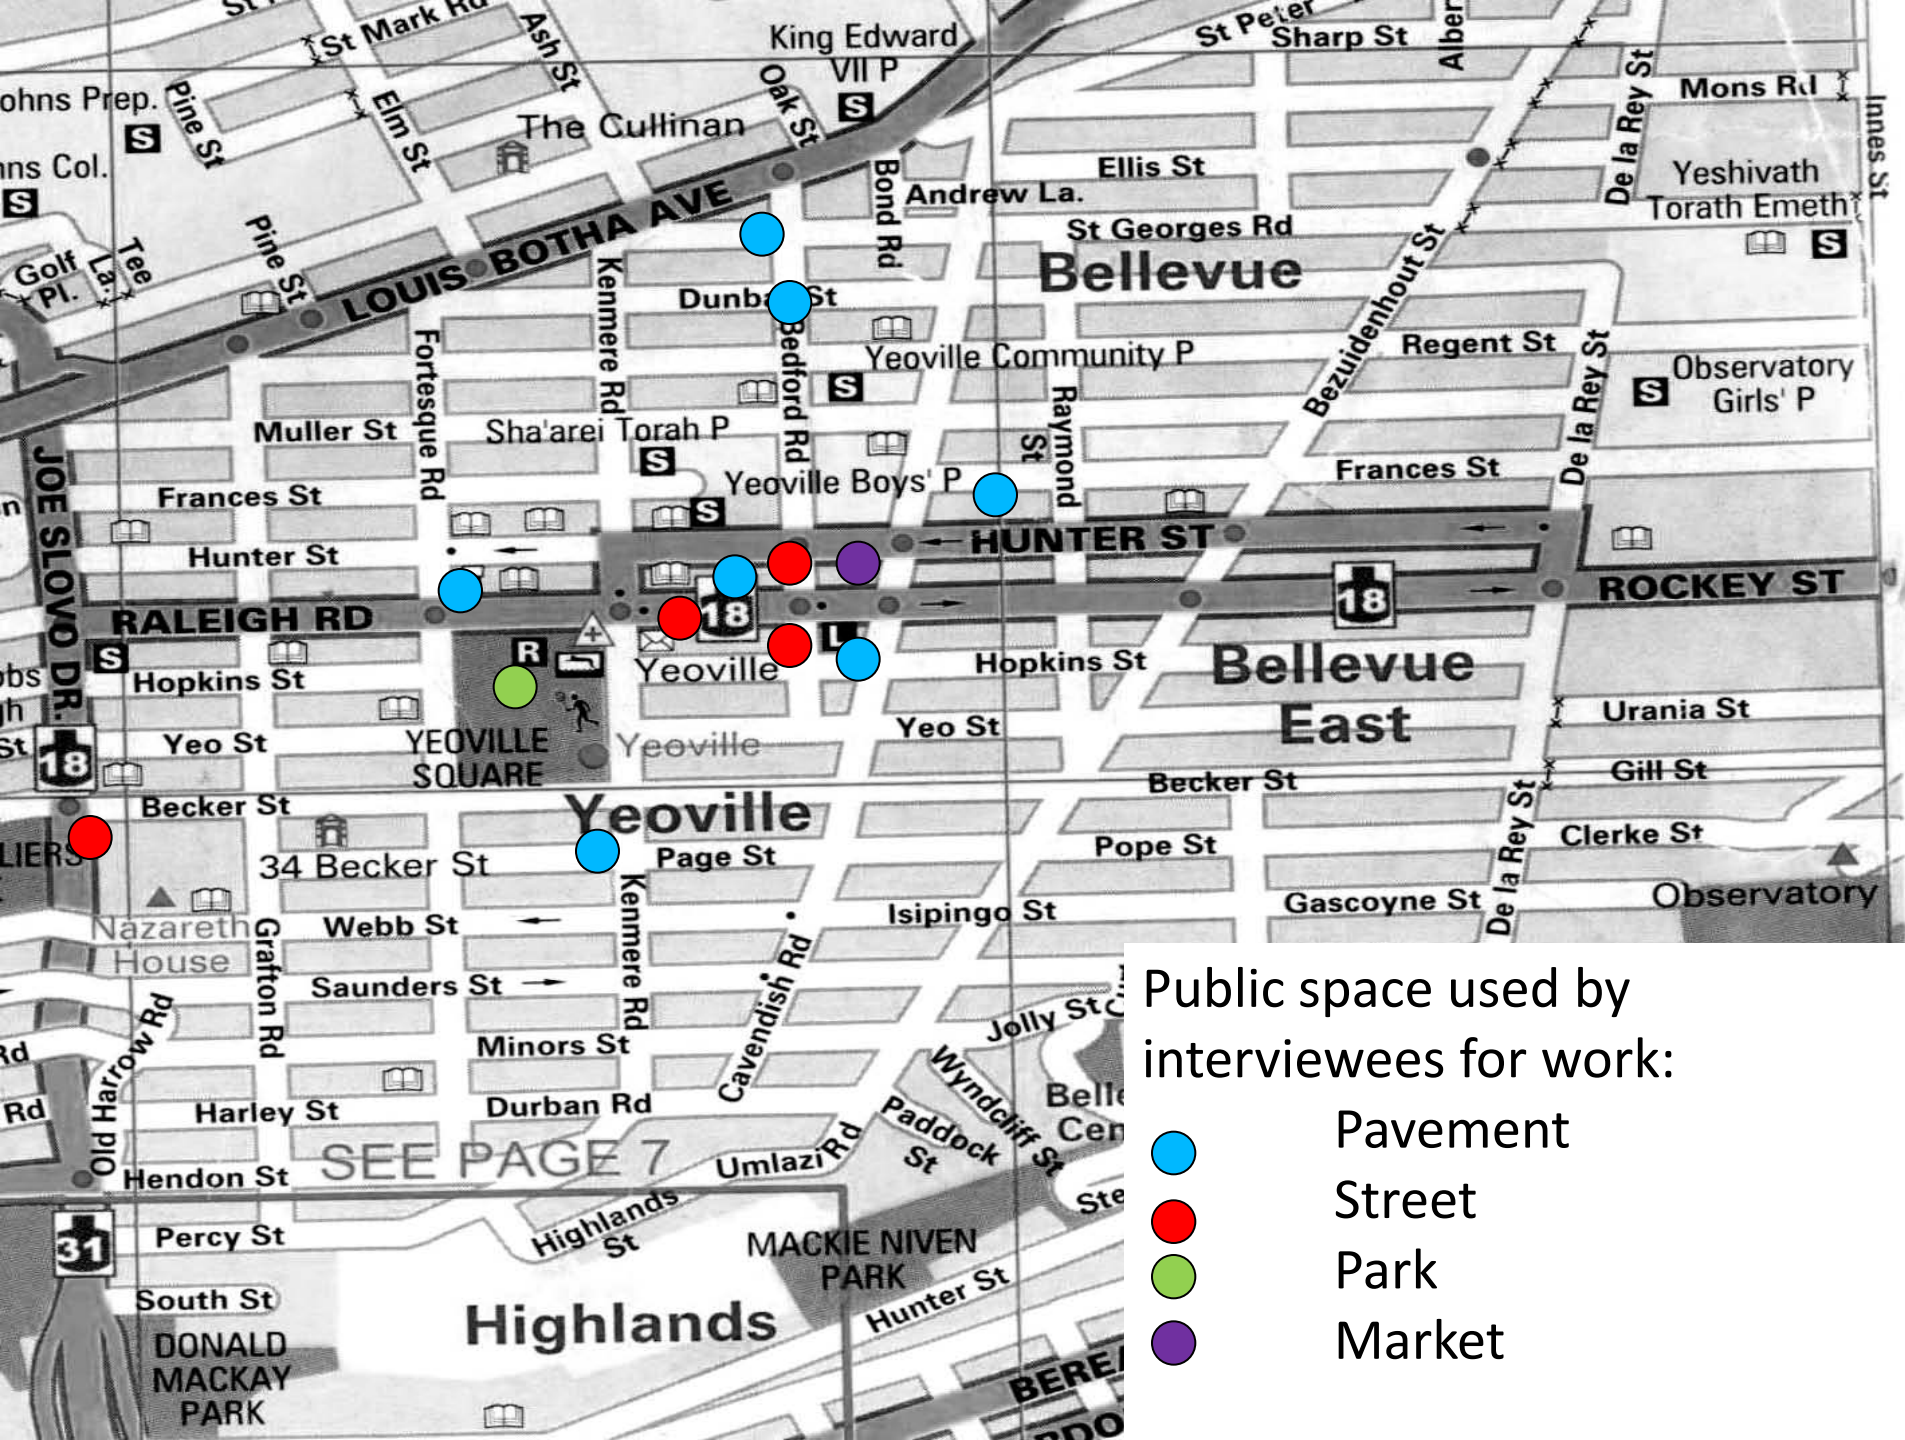 St Mark Rd
Ash St
King Edward
VII P
St Peter
Sharp St
Mons Rd
Innes St
De la Rey St
ohns Prep.
Pine St
Elm St
The Cullinan
Oak St
S
S
ns Col.
S
Bond Rd
Ellis St
Andrew La.
St Georges Rd
Yeshivath
Torath Emeth
S
Golf
Pl.
Tee
La.
Pine St
LOUIS BOTHA AVE
Kenmere Rd
Bellevue
Bezuidenhout St
Fortesque Rd
Bedford Rd
Yeoville Community P
S
Regent St
De la Rey St
Observatory
Girls' P
S
Muller St
Sha'arei Torah P
S
Raymond
St
JOE SLOVO DR.
Frances St
Yeoville Boys' P
S
Frances St
Hunter St
HUNTER ST
RALEIGH RD
18
18
ROCKEY ST
S
R
L
Hopkins St
Yeoville
Hopkins St
Bellevue
East
Yeo St
YEOVILLE
SQUARE
Yeoville
Yeo St
Urania St
St
18
Becker St
Yeoville
Becker St
Gill St
LIERS
34 Becker St
Page St
Pope St
De la Rey St
Clerke St
Nazareth
House
Grafton Rd
Webb St
Kenmere Rd
Isipingo St
Gascoyne St
Observatory
Saunders St
Cavendish Rd
Jolly St
Old Harrow Rd
Minors St
Wyndcliff St
Rd
Harley St
Durban Rd
Paddock
St
Hendon St
SEE PAGE 7
Umlazi Rd
31
Percy St
Highlands
St
MACKIE NIVEN
PARK
South St
Highlands
Hunter St
DONALD
MACKAY
PARK
Public space used by
interviewees for work:
Pavement
Street
Park
Market